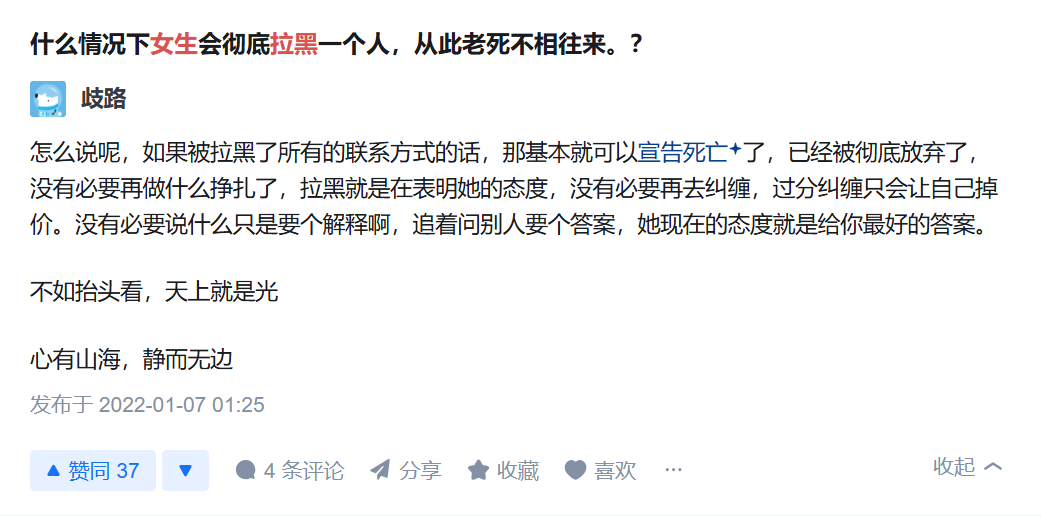 什么情况下女生会彻底拉黑一个人，从此老死不相往来。？
歧路
怎么说呢，如果被拉黑了所有的联系方式的话，那基本就可以宣告死亡了，已经被彻底放弃了，
没有必要再做什么挣扎了，拉黑就是在表明她的态度，没有必要再去纠缠，过分纠缠只会让自己掉
价。没有必要说什么只是要个解释啊，追着问别人要个答案，她现在的态度就是给你最好的答案。
不如抬头看，天上就是光
心有山海，静而无边
发布于 2022-01-07 01:25
赞同 37 4 条评论 分享 收藏 喜欢 ··· 收起